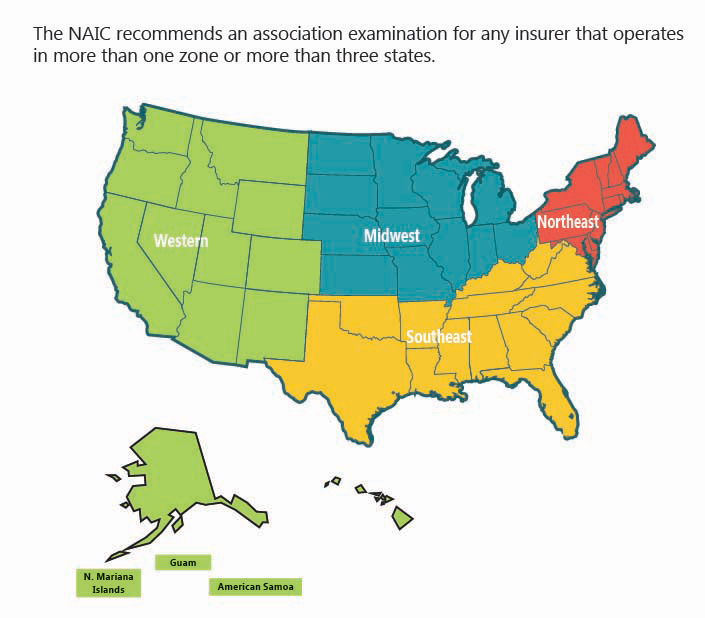 The NAIC recommends an association examination for any insurer that operates
in more than one zone or more than three states.
Northeast
Western
Midwest
Southeast
Guam
N. Mariana
Islands
American Samoa